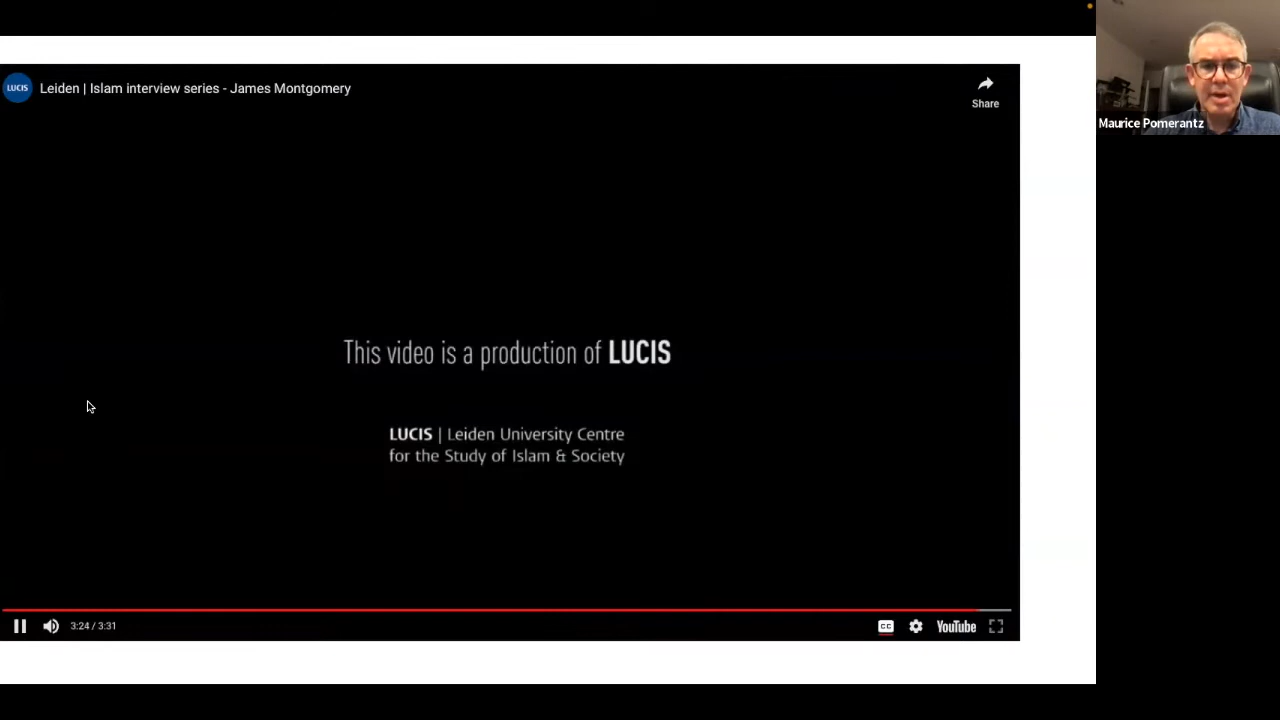 LUCIS
Leiden | Islam interview series - James Montgomery
Share
Maurice Pomerantz
This video is a production of LUCIS
LUCIS | Leiden University Centre
for the Study of Islam & Society
3:24 / 3:31
CC
YouTube